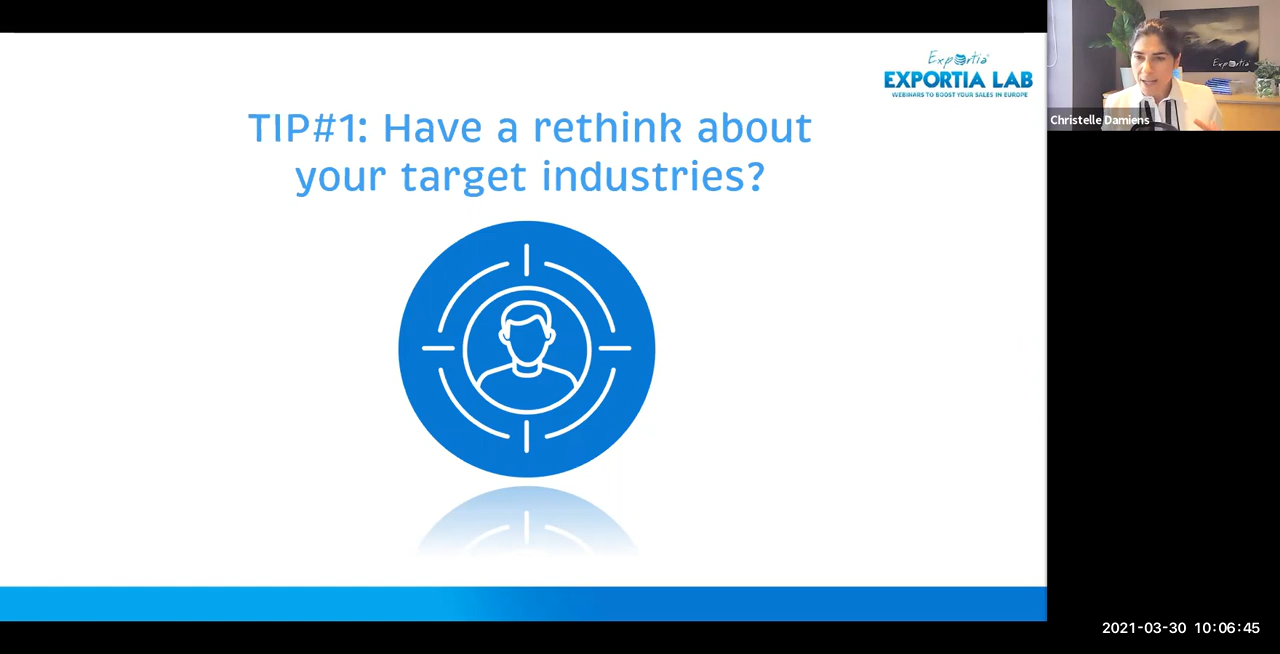 Exportia
EXPORTIA LAB
WEBINARS TO BOOST YOUR SALES IN EUROPE
TIP#1: Have a rethink about
your target industries?
Exportia
Christelle Damiens
2021-03-30 10:06:45